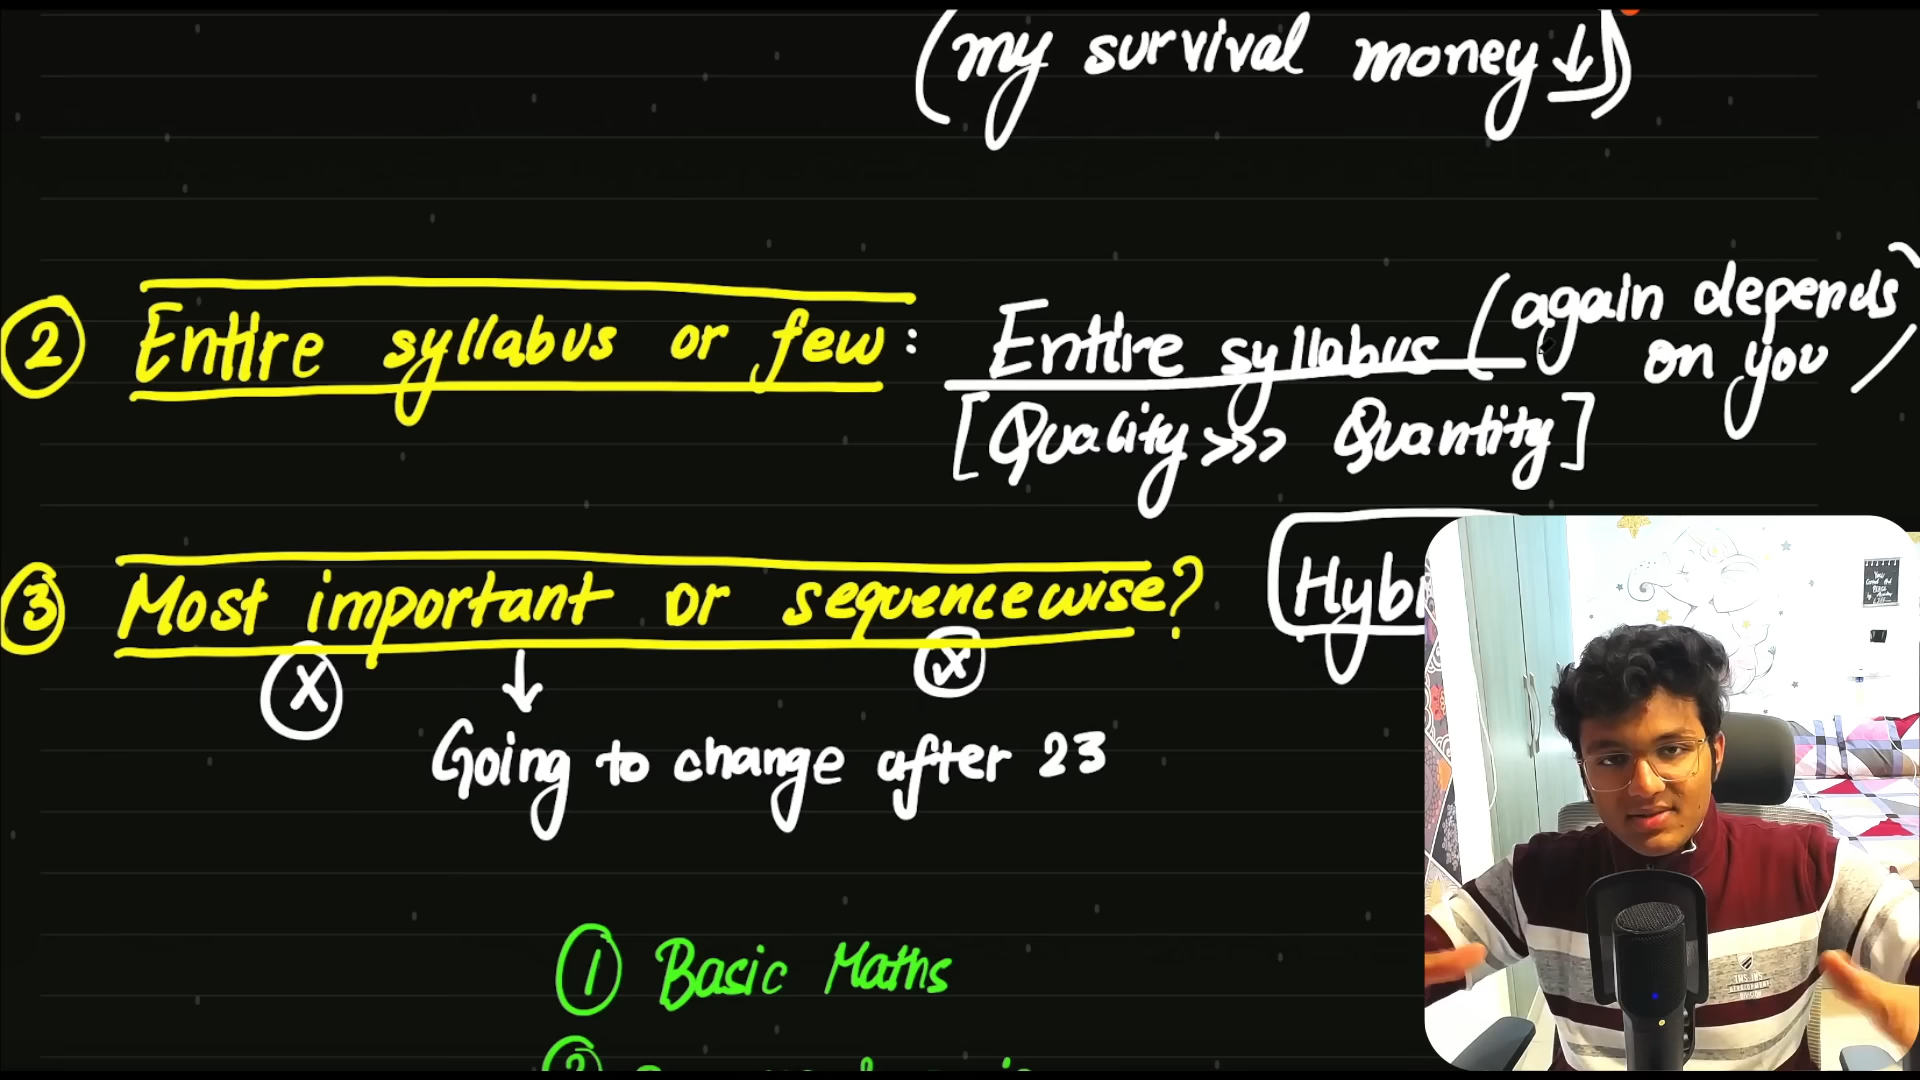 (my survival money ↓)
② Entire syllabus or few : Entire syllabus (again depends on you)
[Quality >>> Quantity]
③ Most important or sequencewise?
X ↓ X
Going to change after 23
① Basic Maths
②